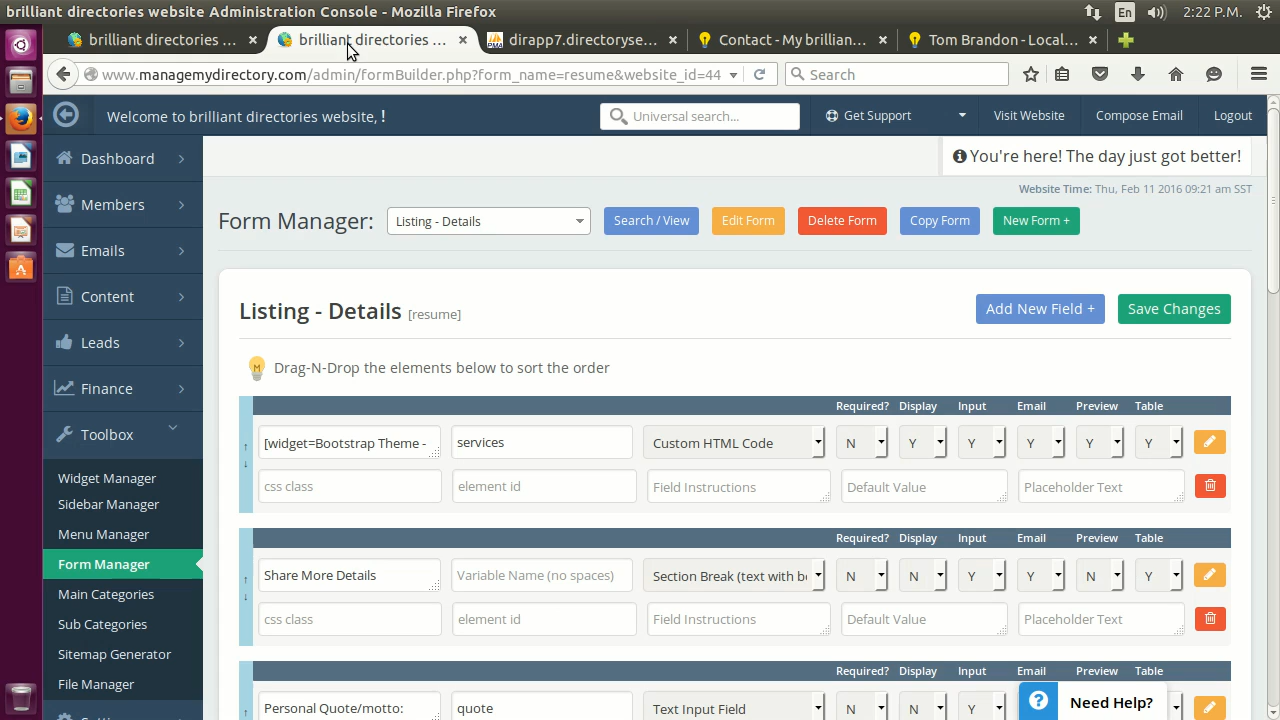 brilliant directories website Administration Console - Mozilla Firefox
En
2:22 P.M.
brilliant directories ...
brilliant directories ...
dirapp7.directoryse...
Contact - My brillian...
Tom Brandon - Local...
www.managemydirectory.com/admin/formBuilder.php?form_name=resume&website_id=44
Search
Welcome to brilliant directories website, !
Universal search...
Get Support
Visit Website
Compose Email
Logout
You're here! The day just got better!
Website Time: Thu, Feb 11 2016 09:21 am SST
Dashboard
Members
Emails
Content
Leads
Finance
Toolbox
Widget Manager
Sidebar Manager
Menu Manager
Form Manager
Main Categories
Sub Categories
Sitemap Generator
File Manager
Form Manager:
Listing - Details
Search / View
Edit Form
Delete Form
Copy Form
New Form +
Listing - Details [resume]
Add New Field +
Save Changes
Drag-N-Drop the elements below to sort the order
Required? Display Input Email Preview Table
[widget=Bootstrap Theme - services Custom HTML Code N Y Y Y Y Y
css class element id Field Instructions Default Value Placeholder Text
Required? Display Input Email Preview Table
Share More Details Variable Name (no spaces) Section Break (text with b N N Y Y N Y
css class element id Field Instructions Default Value Placeholder Text
Required? Display Input Email Preview Table
Personal Quote/motto: quote Text Input Field N N Y
Need Help?